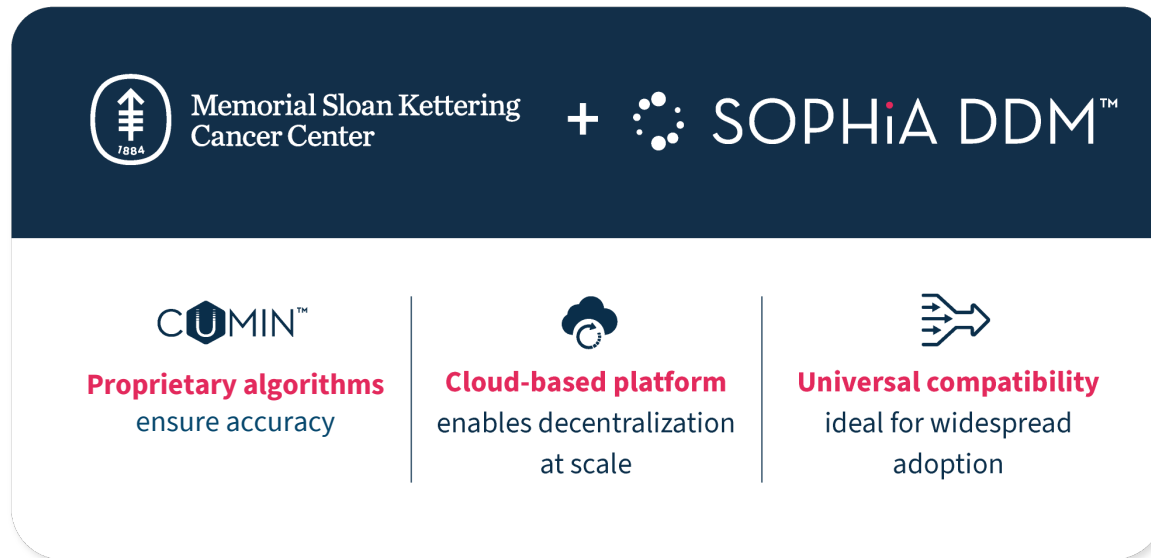 Memorial Sloan Kettering
Cancer Center
1884
+
SOPHiA DDM™
CUMIN™
Proprietary algorithms
ensure accuracy
Cloud-based platform
enables decentralization
at scale
Universal compatibility
ideal for widespread
adoption